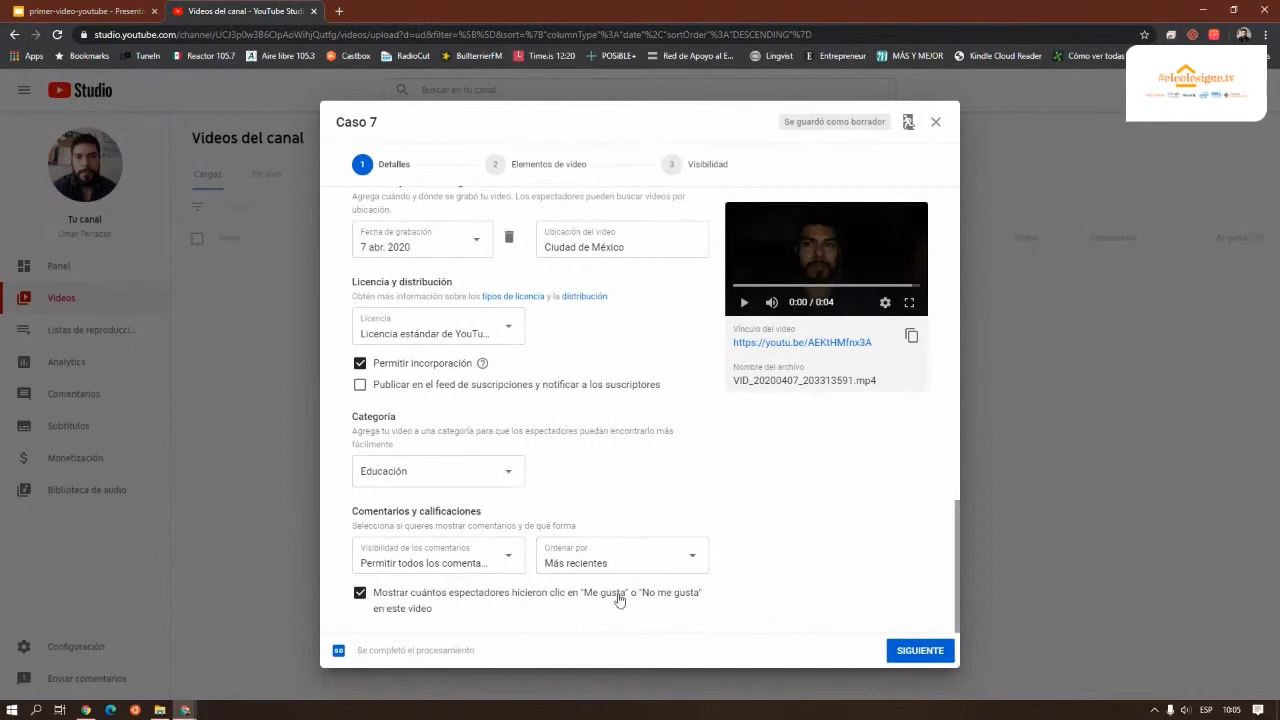 primer-video-youtube - Presenta
Videos del canal - YouTube Studi
studio.youtube.com/channel/UCJ3p0w3B6ClpAoWihjQutfg/videos/upload?d=ud&filter=%5B%5D&sort=%7B"columnType"%3A"date"%2C"sortOrder"%3A"DESCENDING"%7D
Apps
Bookmarks
TuneIn
Pocket
Castbox
RadioCut
BullterrierFM
Time.is
POSIBLE+
Red de Apoyo al E...
Lingvist
Entrepreneur
MÁS Y MEJOR
Kindle Cloud Reader
Cómo ver todas
#elcolesigue.tv
Studio
Buscar en tu canal
Tu canal
Omar Terrazas
Panel
Videos
Listas de reproducci...
Analytics
Comentarios
Subtítulos
Monetización
Biblioteca de audio
Configuración
Enviar comentarios
Videos del canal
Cargas
En vivo
Filtrar
Video
Vistas
Comentarios
Caso 7
Se guardó como borrador
1 Detalles
2 Elementos de video
3 Visibilidad
Agrega cuándo y dónde se grabó tu video. Los espectadores pueden buscar videos por
ubicación.
Fecha de grabación
7 abr. 2020
Ubicación del video
Ciudad de México
Licencia y distribución
Obtén más información sobre los tipos de licencia y la distribución
Licencia
Licencia estándar de YouTu...
Permitir incorporación
Publicar en el feed de suscripciones y notificar a los suscriptores
Categoría
Agrega tu video a una categoría para que los espectadores puedan encontrarlo más
fácilmente
Educación
Comentarios y calificaciones
Selecciona si quieres mostrar comentarios y de qué forma
Visibilidad de los comentarios
Permitir todos los comenta...
Ordenar por
Más recientes
Mostrar cuántos espectadores hicieron clic en "Me gusta" o "No me gusta"
en este video
0:00 / 0:04
Vínculo del video
https://youtu.be/AEKtHMfnx3A
Nombre del archivo
VID_20200407_203313591.mp4
SD
Se completó el procesamiento
SIGUIENTE
ESP
10:05